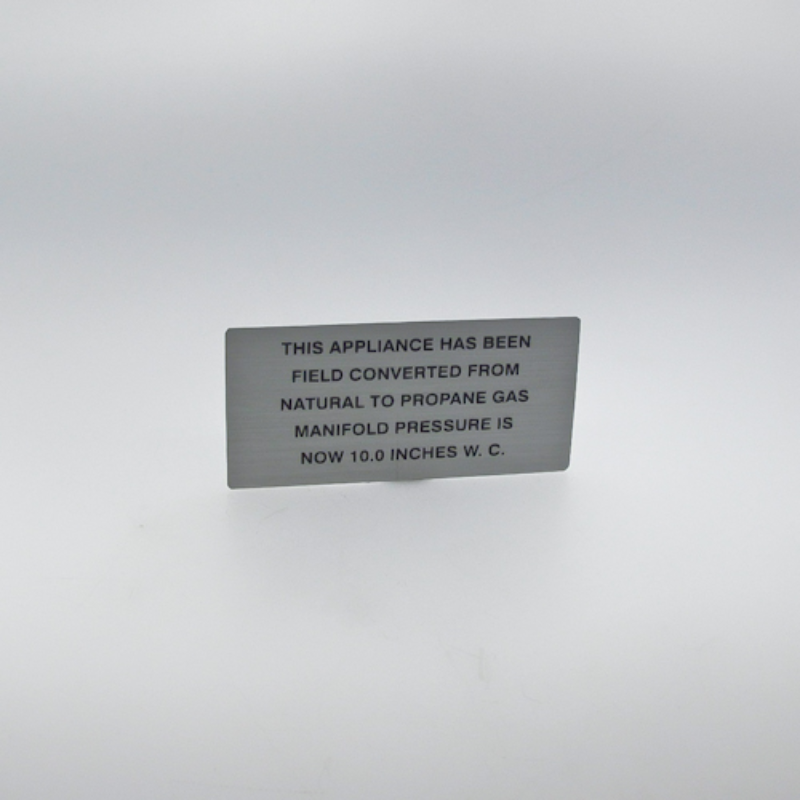 THIS APPLIANCE HAS BEEN
FIELD CONVERTED FROM
NATURAL TO PROPANE GAS
MANIFOLD PRESSURE IS
NOW 10.0 INCHES W. C.